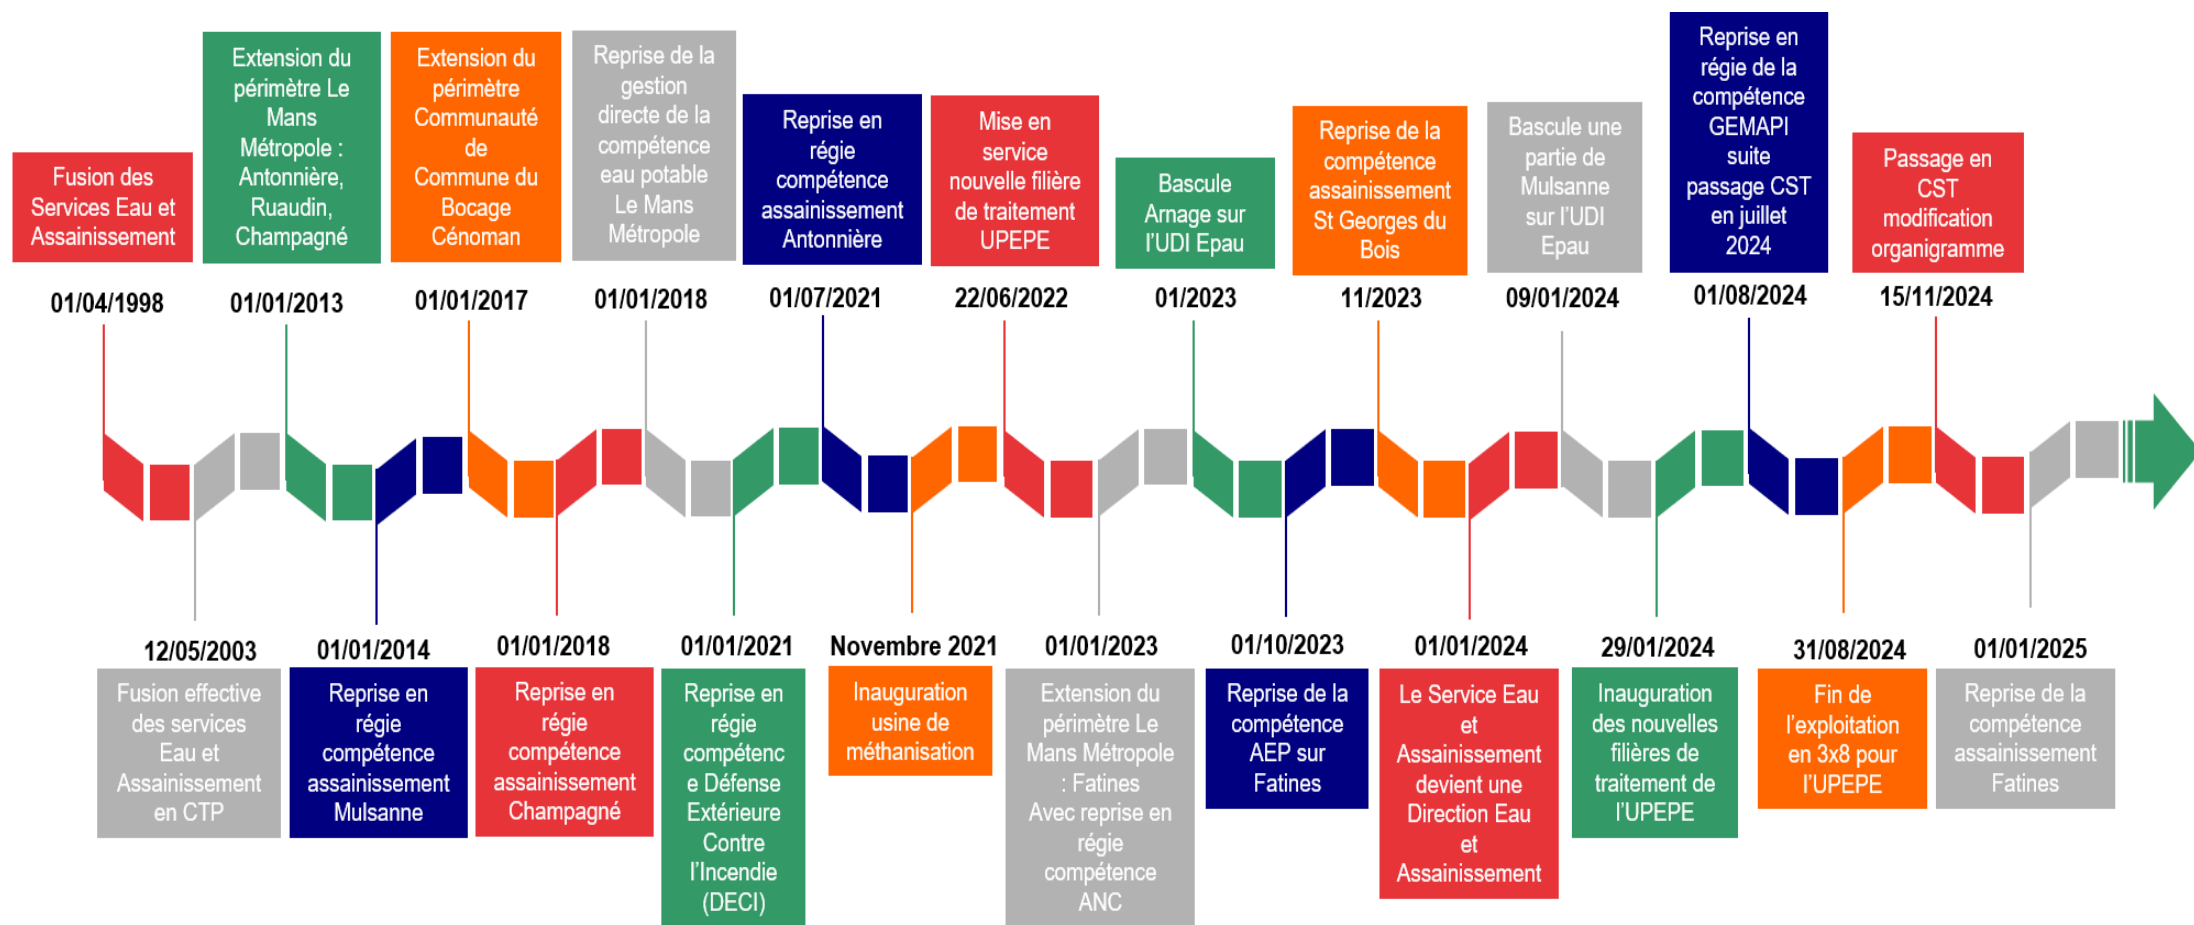 Fusion des
Services Eau et
Assainissement
01/04/1998
Extension du
périmètre Le
Mans
Métropole :
Antonnière,
Ruaudin,
Champagné
01/01/2013
Extension du
périmètre
Communauté
de
Commune du
Bocage
Cénoman
01/01/2017
Reprise de la
gestion
directe de la
compétence
eau potable
Le Mans
Métropole
01/01/2018
Reprise en
régie
compétence
assainissement
Antonnière
01/07/2021
Mise en
service
nouvelle filière
de traitement
UPEPE
22/06/2022
Bascule
Arnage sur
l'UDI Epau
01/2023
Reprise de la
compétence
assainissement
St Georges du
Bois
11/2023
Bascule une
partie de
Mulsanne
sur l'UDI
Epau
09/01/2024
Reprise en
régie de la
compétence
GEMAPI
suite
passage CST
en juillet
2024
01/08/2024
Passage en
CST
modification
organigramme
15/11/2024
12/05/2003
Fusion effective
des services
Eau et
Assainissement
en CTP
01/01/2014
Reprise en
régie
compétence
assainissement
Mulsanne
01/01/2018
Reprise en
régie
compétence
assainissement
Champagné
01/01/2021
Reprise en
régie
compétenc
e Défense
Extérieure
Contre
l'Incendie
(DECI)
Novembre 2021
Inauguration
usine de
méthanisation
01/01/2023
Extension du
périmètre Le
Mans Métropole
: Fatines
Avec reprise en
régie
compétence
ANC
01/10/2023
Reprise de la
compétence
AEP sur
Fatines
01/01/2024
Le Service Eau
et
Assainissement
devient une
Direction Eau
et
Assainissement
29/01/2024
Inauguration
des nouvelles
filières de
traitement de
l'UPEPE
31/08/2024
Fin de
l'exploitation
en 3x8 pour
l'UPEPE
01/01/2025
Reprise de la
compétence
assainissement
Fatines